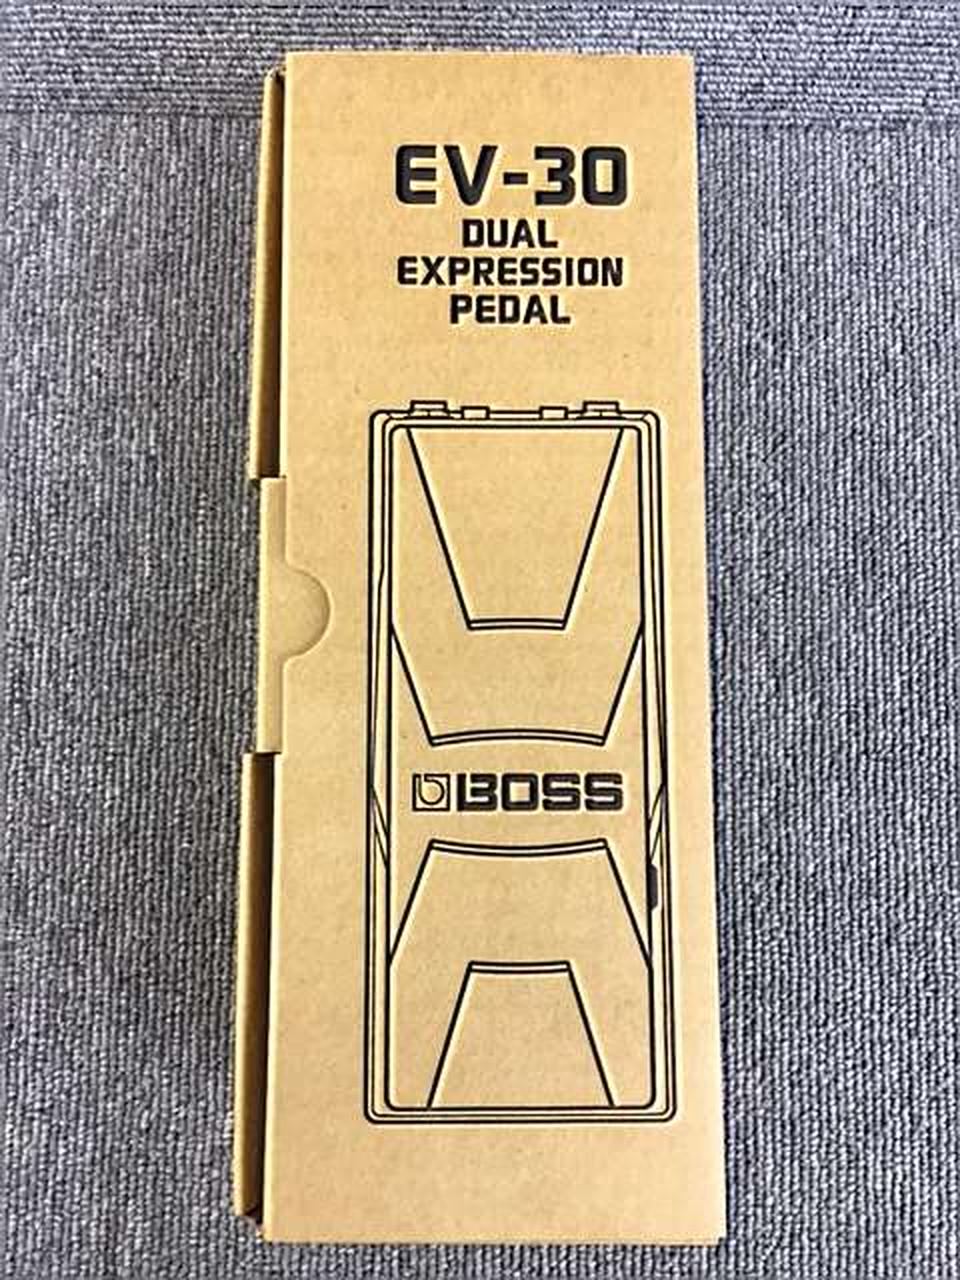 EV-30
DUAL
EXPRESSION
PEDAL
BOSS